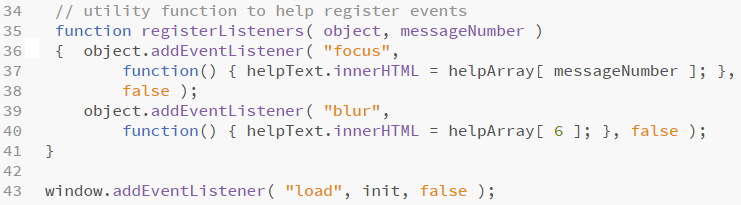 34 // utility function to help register events
35 function registerListeners( object, messageNumber )
36 { object.addEventListener( "focus",
37 function() { helpText.innerHTML = helpArray[ messageNumber ]; },
38 false );
39 object.addEventListener( "blur",
40 function() { helpText.innerHTML = helpArray[ 6 ]; }, false );
41 }
42
43 window.addEventListener( "load", init, false );